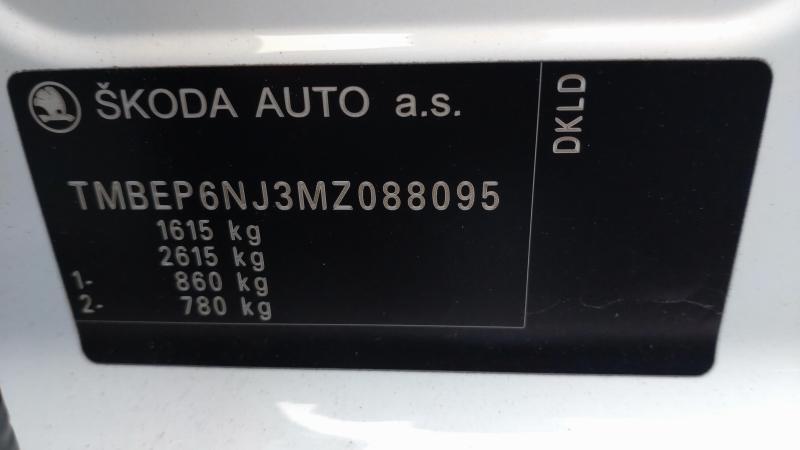 ŠKODA AUTO a.s.
TMBEP6NJ3MZ088095
1615 kg
2615 kg
1- 860 kg
2- 780 kg
DKLD